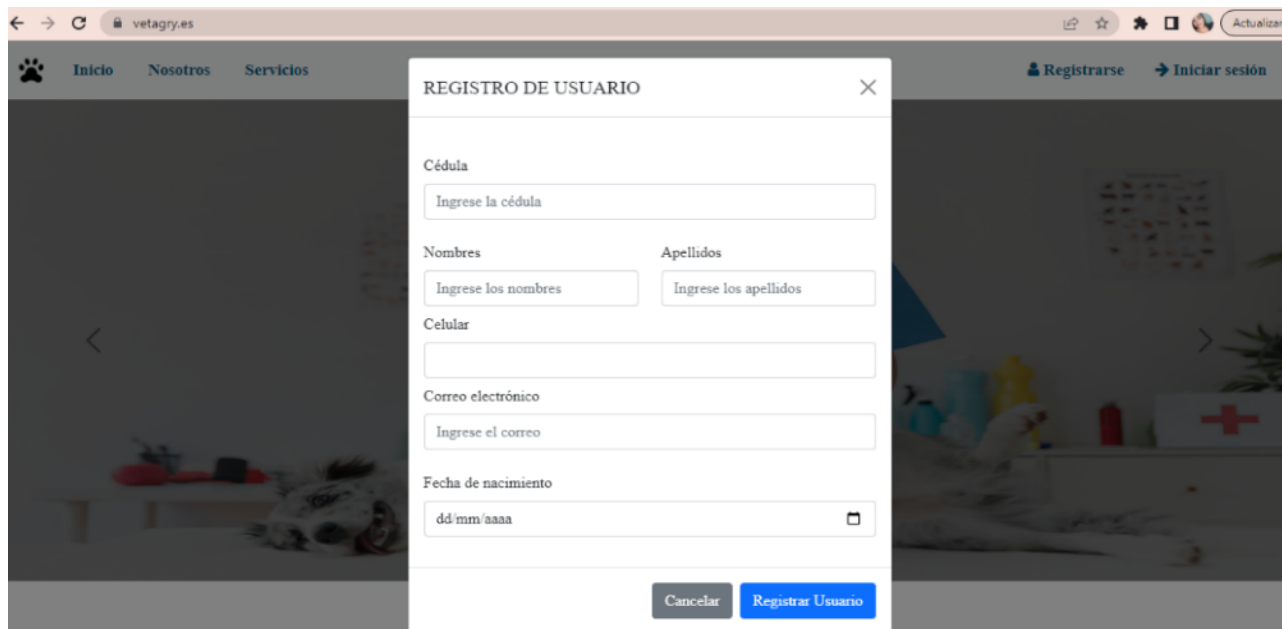 vetagry.es
Actualizar
Inicio Nosotros Servicios Registrarse Iniciar sesión
REGISTRO DE USUARIO
Cédula
Ingrese la cédula
Nombres Apellidos
Ingrese los nombres Ingrese los apellidos
Celular
Correo electrónico
Ingrese el correo
Fecha de nacimiento
dd/mm/aaaa
Cancelar Registrar Usuario